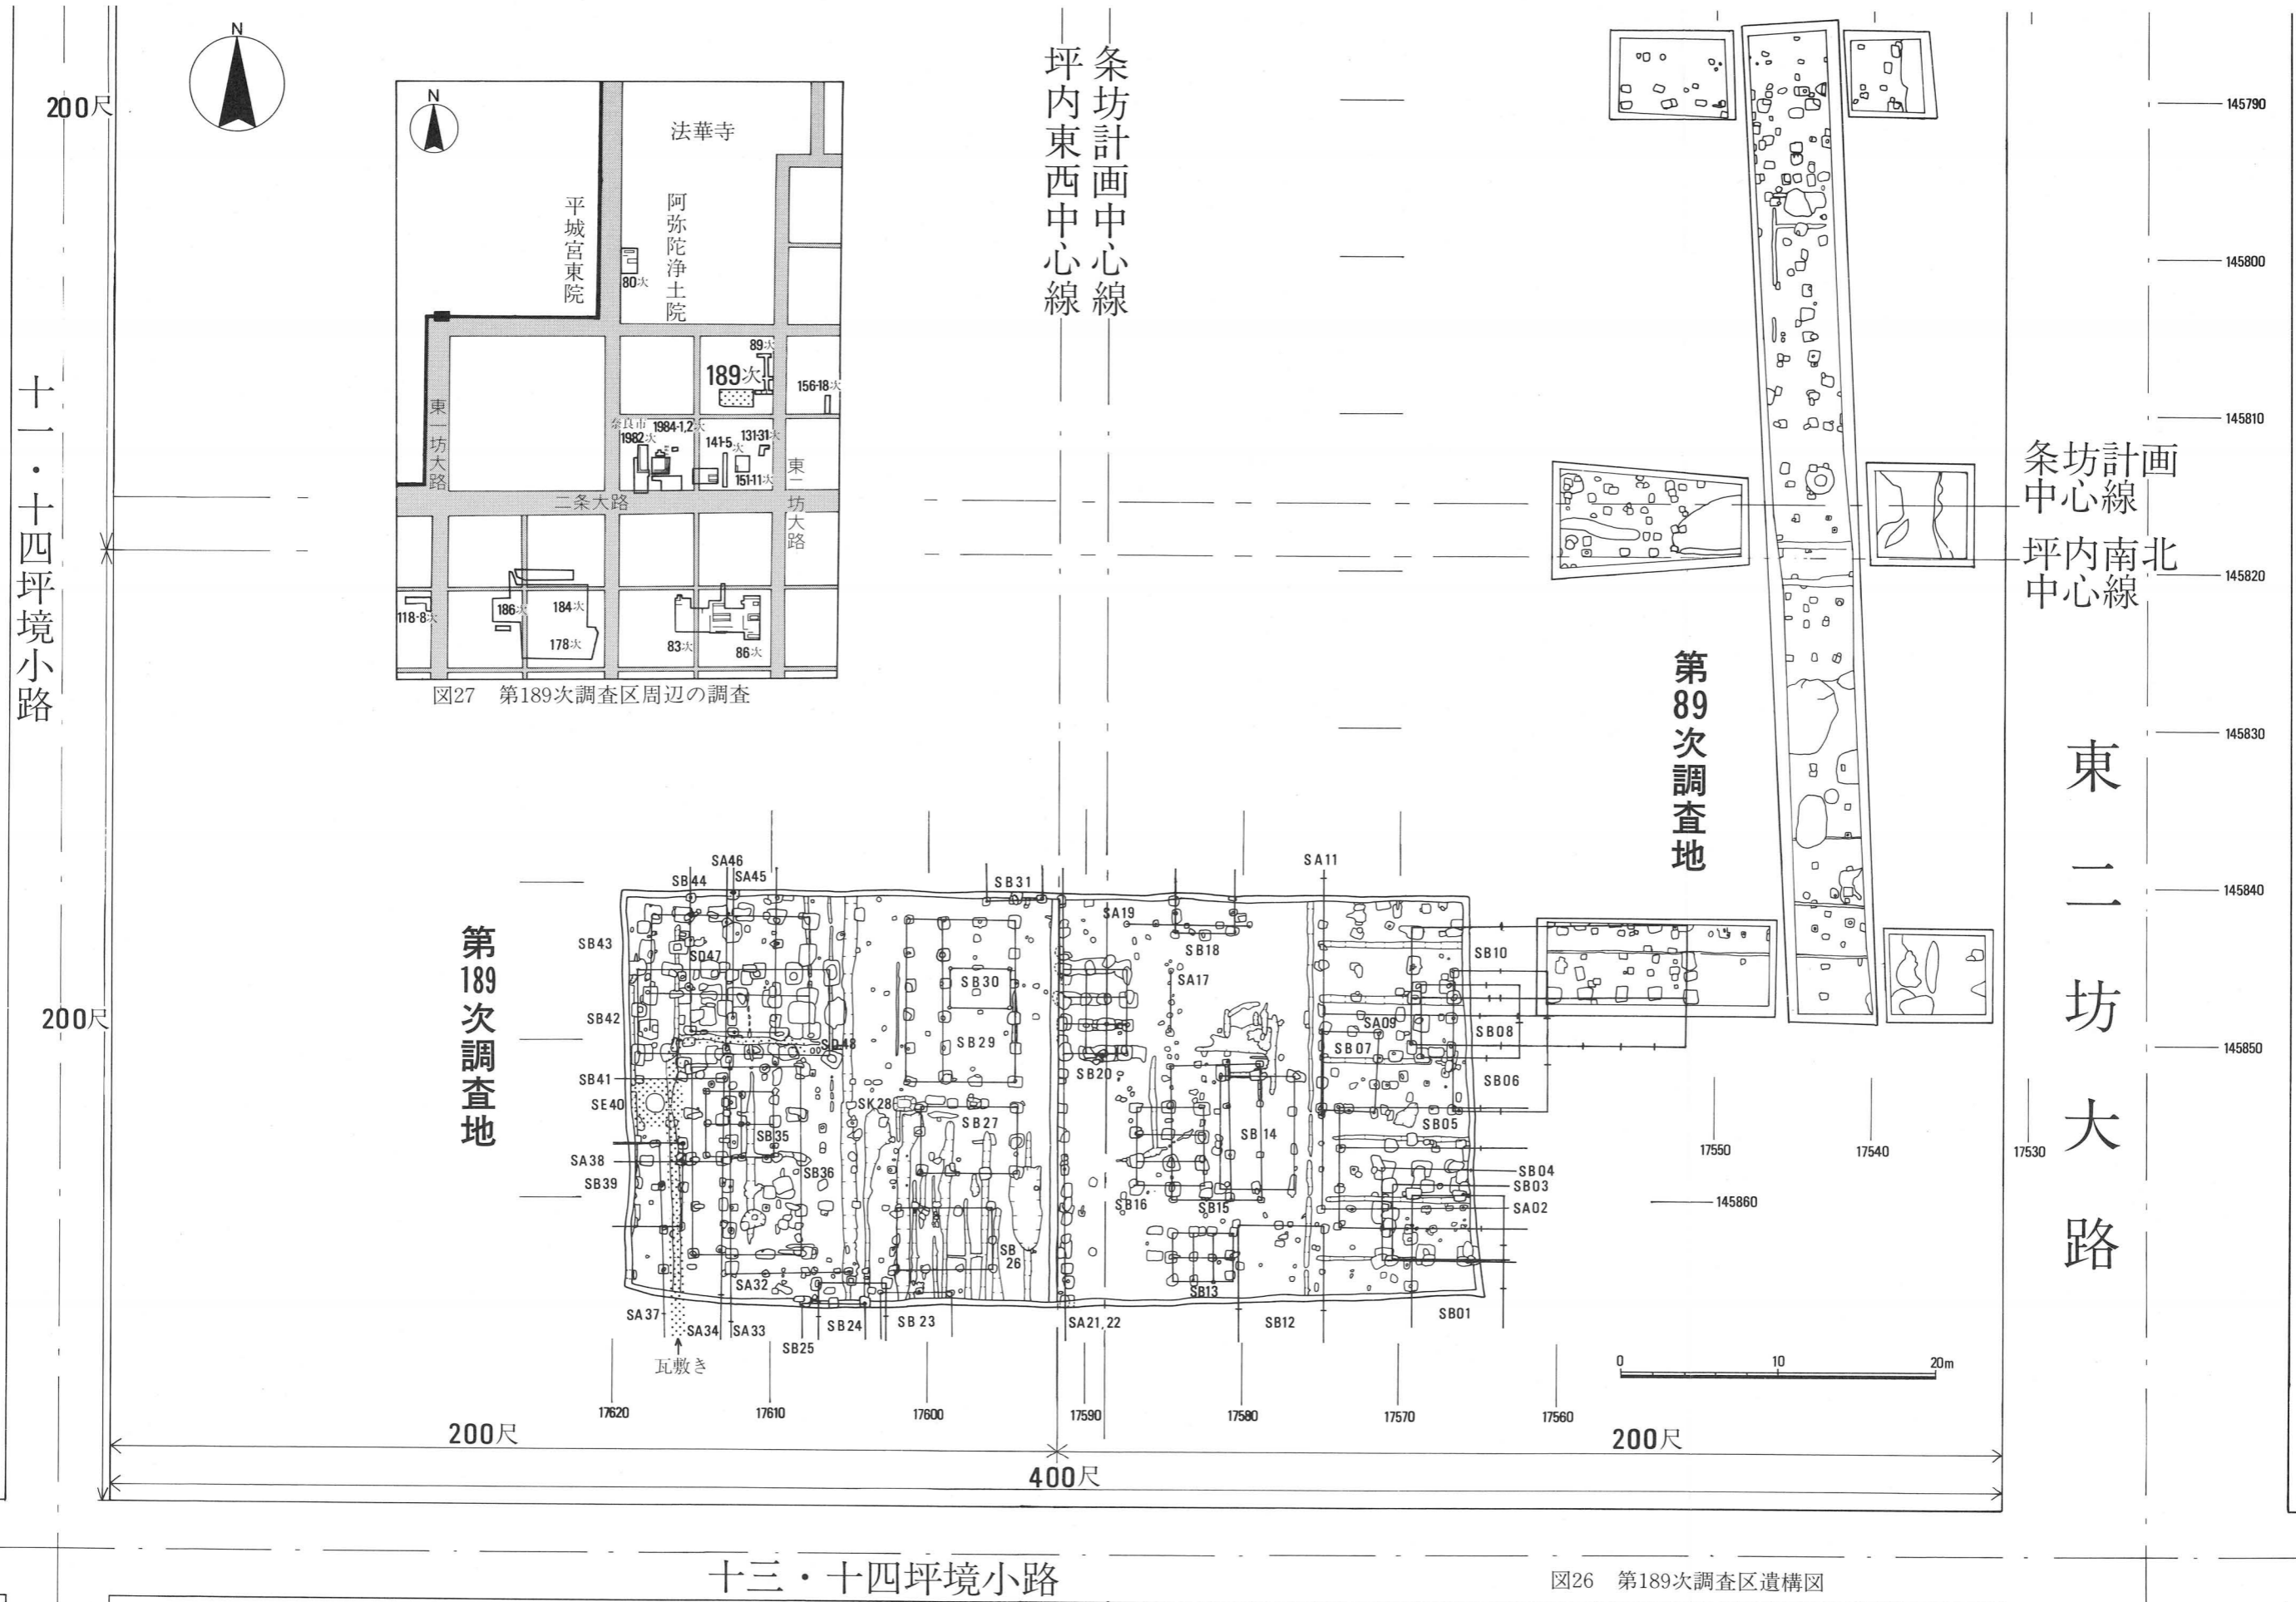 N
200尺
十一・十四坪境小路
200尺
N
法華寺
平城宮東院
阿弥陀浄土院
80次
89次
189次
156-18次
東一坊大路
奈良市
1982次
1984-1,2次
141-5次
131-31次
151-11次
東二坊大路
二条大路
118-8次
186次
184次
178次
83次
86次
図27 第189次調査区周辺の調査
条坊計画中心線
坪内東西中心線
145790
145800
145810
条坊計画
中心線
坪内南北
中心線
145820
145830
145840
145850
第89次調査地
東二坊大路
17550
17540
17530
145860
第189次調査地
SA46
SB44
SA45
SB31
SA11
SA19
SB18
SB43
SD47
SB30
SA17
SB10
SB42
SD48
SB29
SA09
SB08
SB07
SB20
SB06
SB41
SE40
SK28
SB27
SB35
SB14
SB05
SA38
SB39
SB36
SB16
SB15
SB04
SB03
SA02
SB
26
SA32
SB13
SA37
SA34
SA33
SB25
SB24
SB23
SA21,22
SB12
SB01
瓦敷き
0
10
20m
17620
17610
17600
17590
17580
17570
17560
200尺
200尺
400尺
十三・十四坪境小路
図26 第189次調査区遺構図